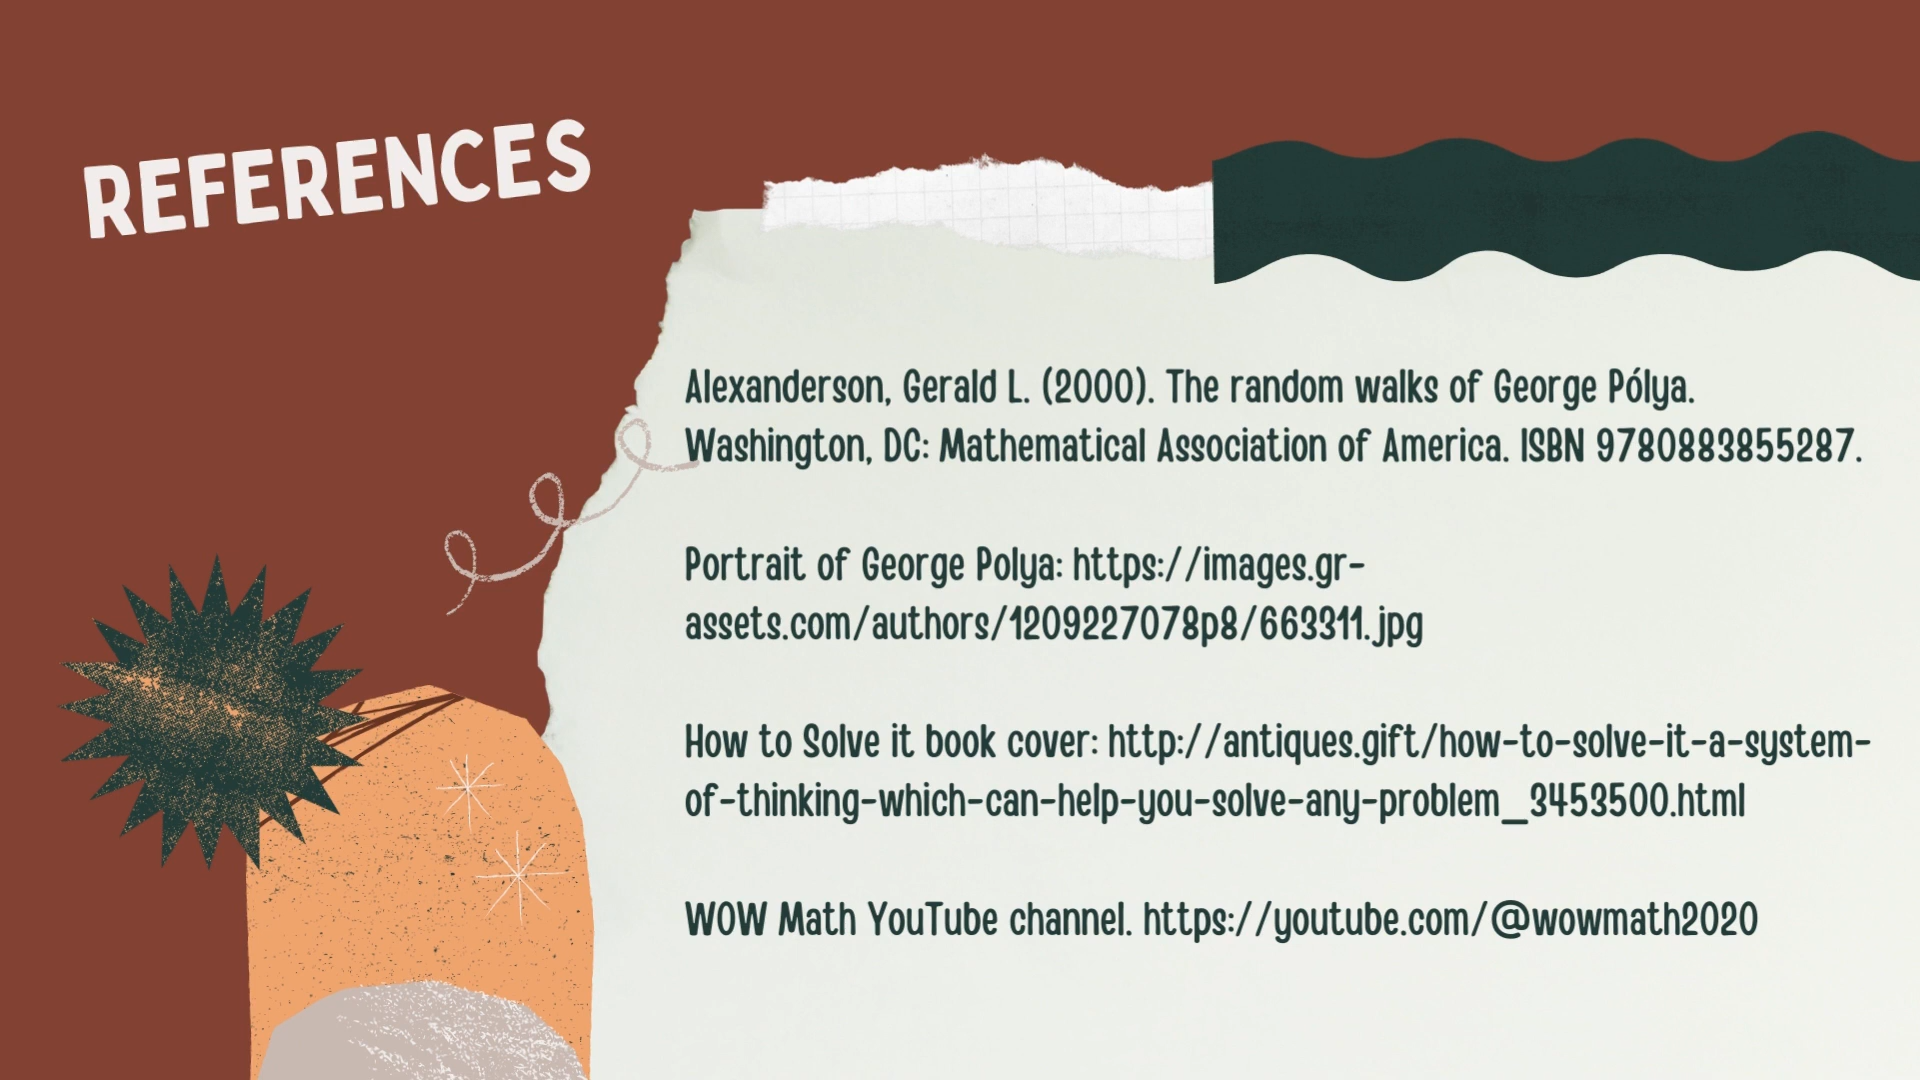 REFERENCES
Alexanderson, Gerald L. (2000). The random walks of George Pólya.
Washington, DC: Mathematical Association of America. ISBN 9780883855287.
Portrait of George Polya: https://images.gr-
assets.com/authors/1209227078p8/663311.jpg
How to Solve it book cover: http://antiques.gift/how-to-solve-it-a-system-
of-thinking-which-can-help-you-solve-any-problem_3453500.html
WOW Math YouTube channel. https://youtube.com/@wowmath2020